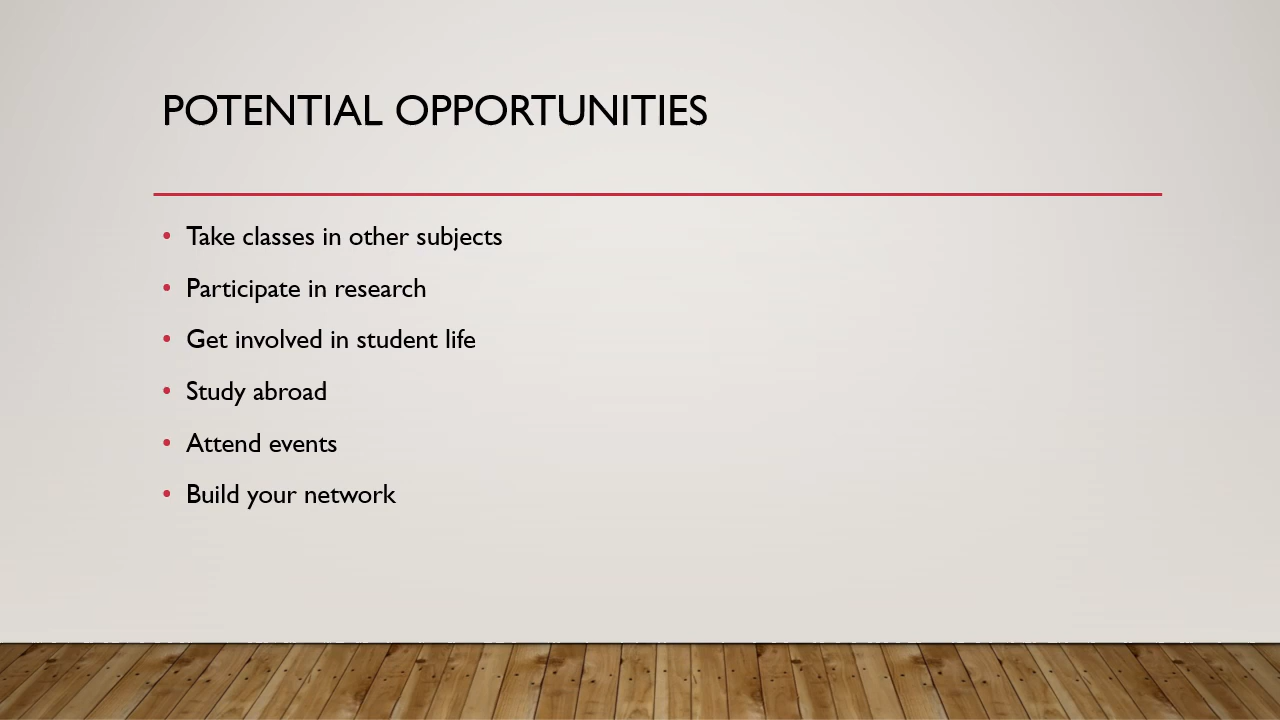 POTENTIAL OPPORTUNITIES
• Take classes in other subjects
• Participate in research
• Get involved in student life
• Study abroad
• Attend events
• Build your network